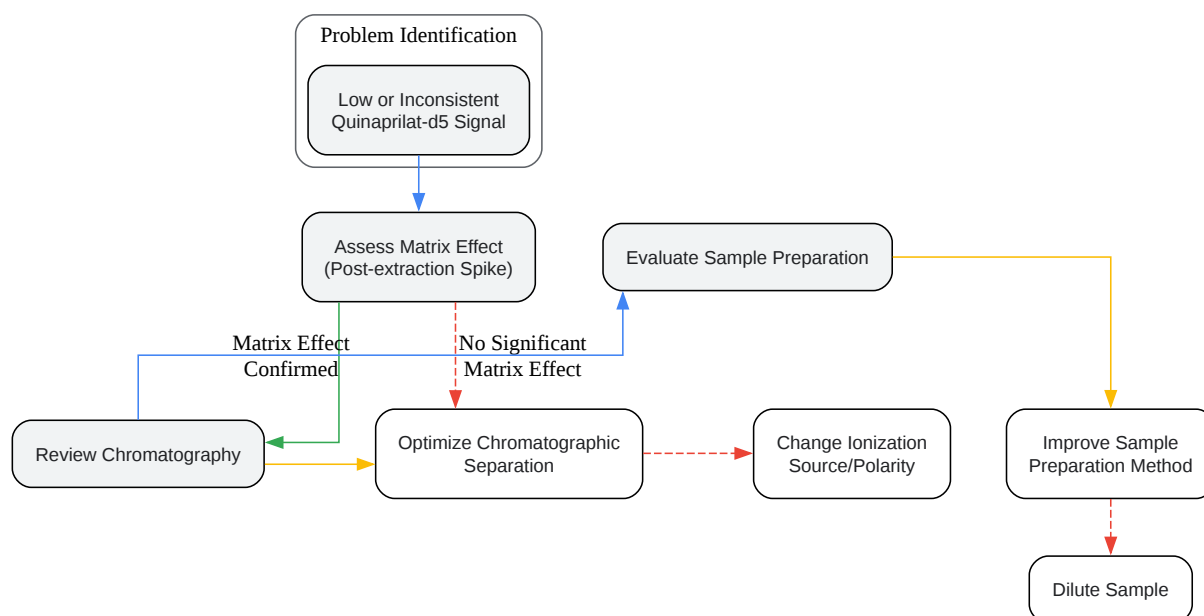 Problem Identification
Low or Inconsistent
Quinaprilat-d5 Signal
Assess Matrix Effect
(Post-extraction Spike)
Evaluate Sample Preparation
Matrix Effect
Confirmed
No Significant
Matrix Effect
Review Chromatography
Optimize Chromatographic
Separation
Change Ionization
Source/Polarity
Improve Sample
Preparation Method
Dilute Sample